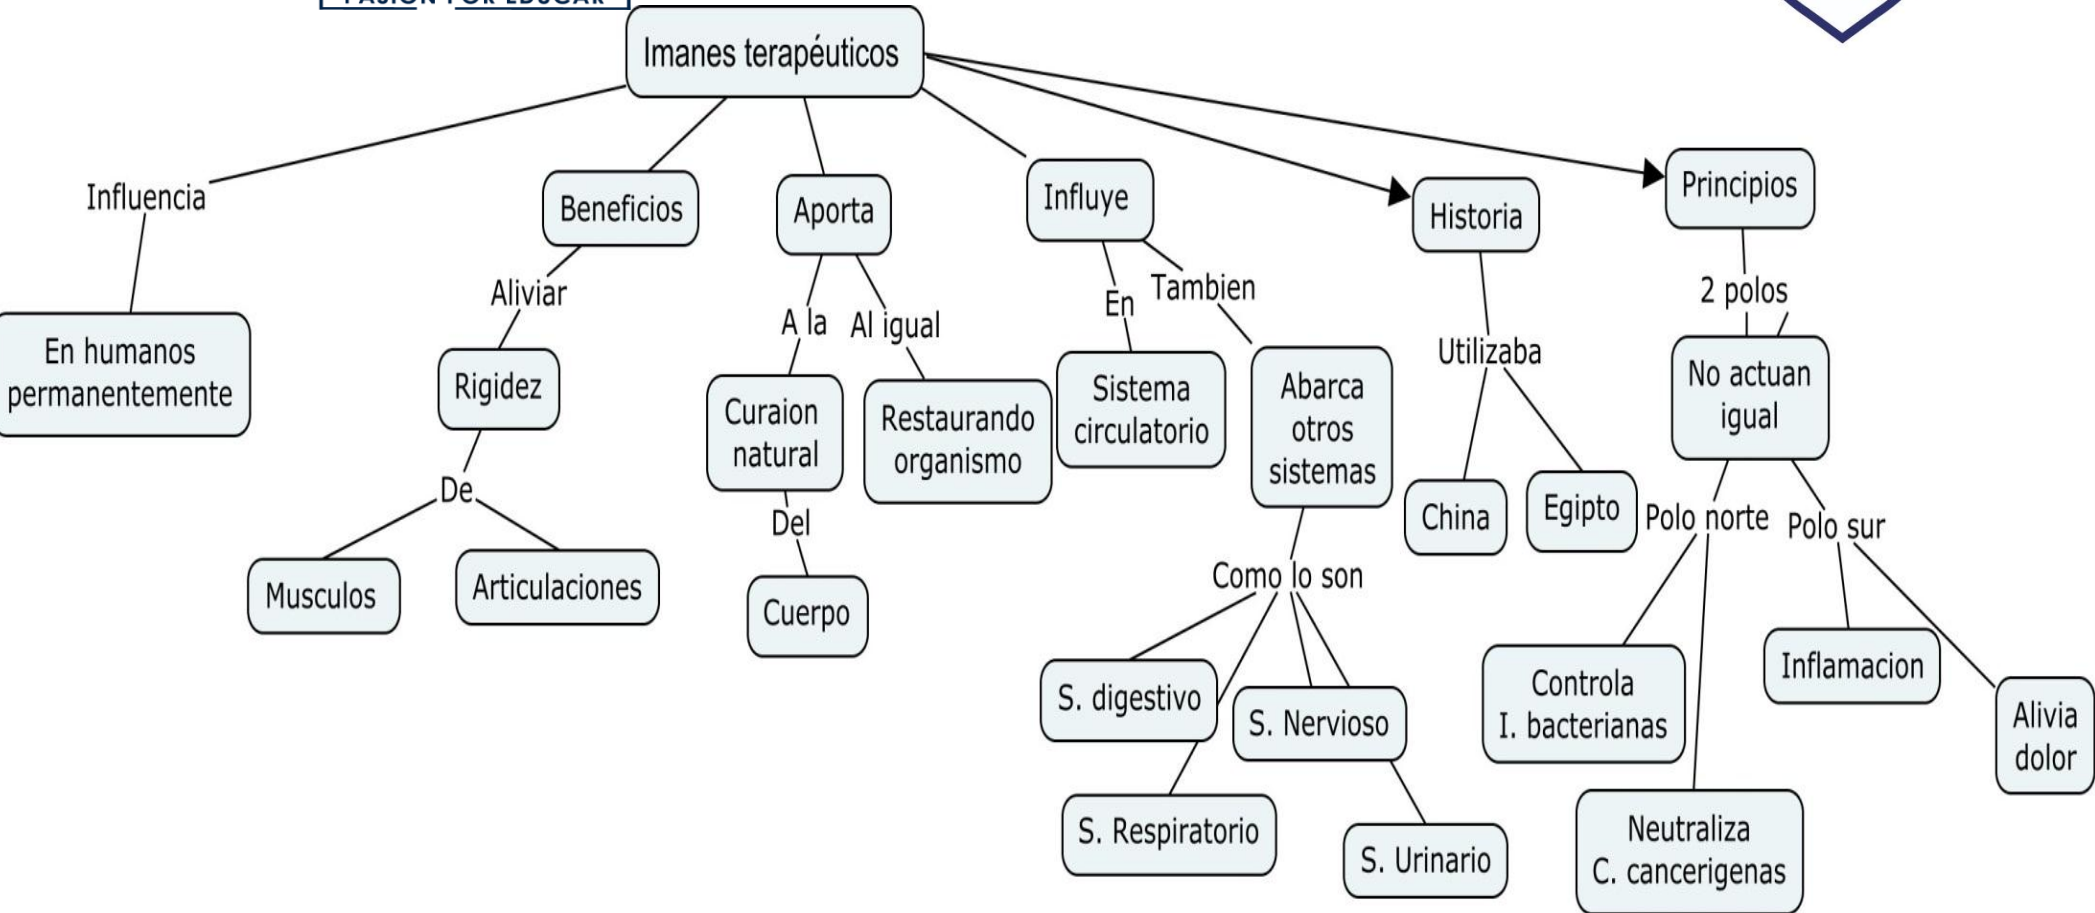 PASIÓN POR EDUCAR
Imanes terapéuticos
Influencia
En humanos
permanentemente
Beneficios
Aliviar
Rigidez
De
Musculos
Articulaciones
Aporta
A la
Al igual
Curaion
natural
Restaurando
organismo
Del
Cuerpo
Influye
En
Tambien
Sistema
circulatorio
Abarca
otros
sistemas
Como lo son
S. digestivo
S. Nervioso
S. Respiratorio
S. Urinario
Historia
Utilizaba
China
Egipto
Principios
2 polos
No actuan
igual
Polo norte
Polo sur
Controla
I. bacterianas
Neutraliza
C. cancerigenas
Inflamacion
Alivia
dolor